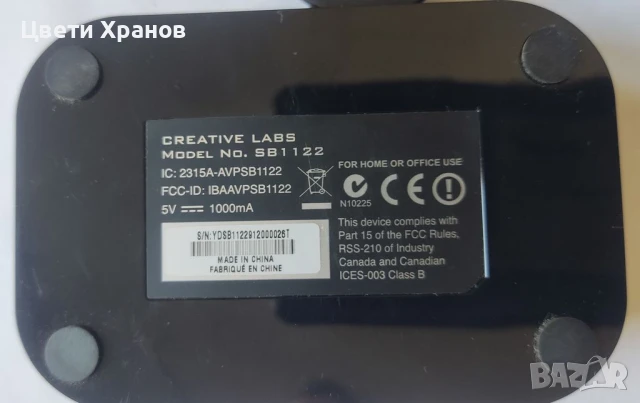 Цвети Хранов
CREATIVE LABS
MODEL NO. SB1122
IC: 2315A-AVPSB1122
FCC-ID: IBAAVPSB1122
5V 1000mA
S/N:YDSB1122912000026T
MADE IN CHINA
FABRIQUÉ EN CHINE
FOR HOME OR OFFICE USE
N10225
This device complies with
Part 15 of the FCC Rules,
RSS-210 of Industry
Canada and Canadian
ICES-003 Class B
BAZAR